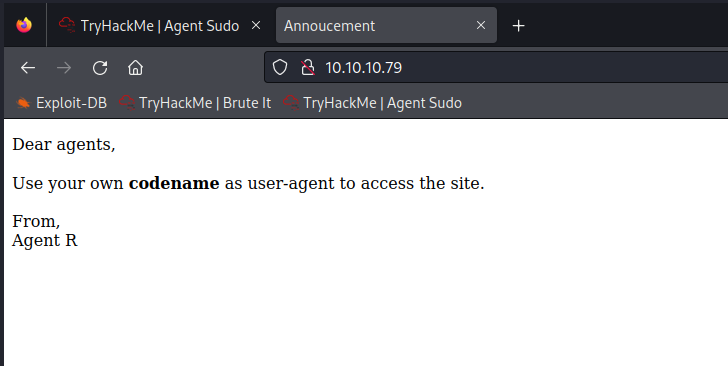 TryHackMe | Agent Sudo
Annoucement
10.10.10.79
Exploit-DB
TryHackMe | Brute It
TryHackMe | Agent Sudo
Dear agents,
Use your own codename as user-agent to access the site.
From,
Agent R